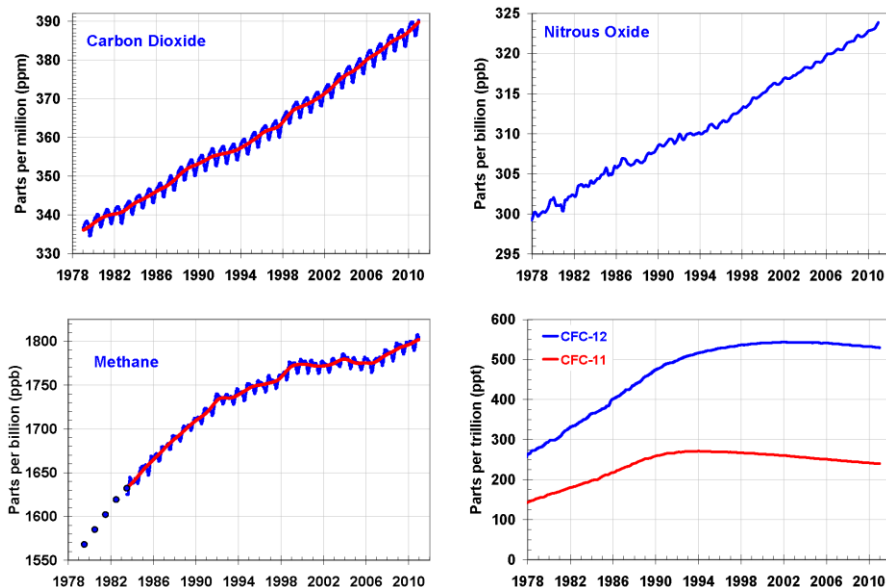 Carbon Dioxide
Parts per million (ppm)
390
380
370
360
350
340
330
1978 1982 1986 1990 1994 1998 2002 2006 2010
Nitrous Oxide
Parts per billion (ppb)
325
320
315
310
305
300
295
1978 1982 1986 1990 1994 1998 2002 2006 2010
Methane
Parts per billion (ppb)
1800
1750
1700
1650
1600
1550
1978 1982 1986 1990 1994 1998 2002 2006 2010
CFC-12
CFC-11
Parts per trillion (ppt)
600
500
400
300
200
100
0
1978 1982 1986 1990 1994 1998 2002 2006 2010